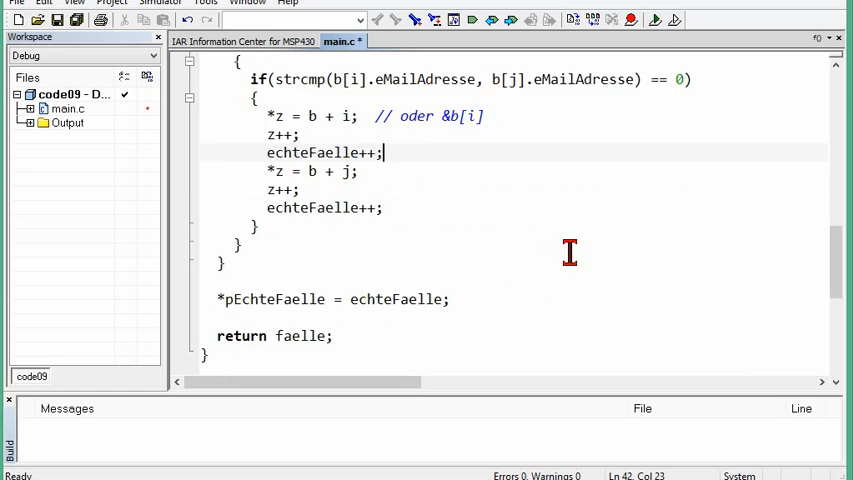 File Edit View Project Simulator Tools Window Help
Workspace
Debug
Files
code09 - D...
main.c
Output
code09
IAR Information Center for MSP430 main.c * f()
{
if(strcmp(b[i].eMailAdresse, b[j].eMailAdresse) == 0)
{
*z = b + i; // oder &b[i]
z++;
echteFaelle++;
*z = b + j;
z++;
echteFaelle++;
}
}
}
*pEchteFaelle = echteFaelle;
return faelle;
}
Messages File Line
Build
Errors 0, Warnings 0 Ln 42, Col 23 System